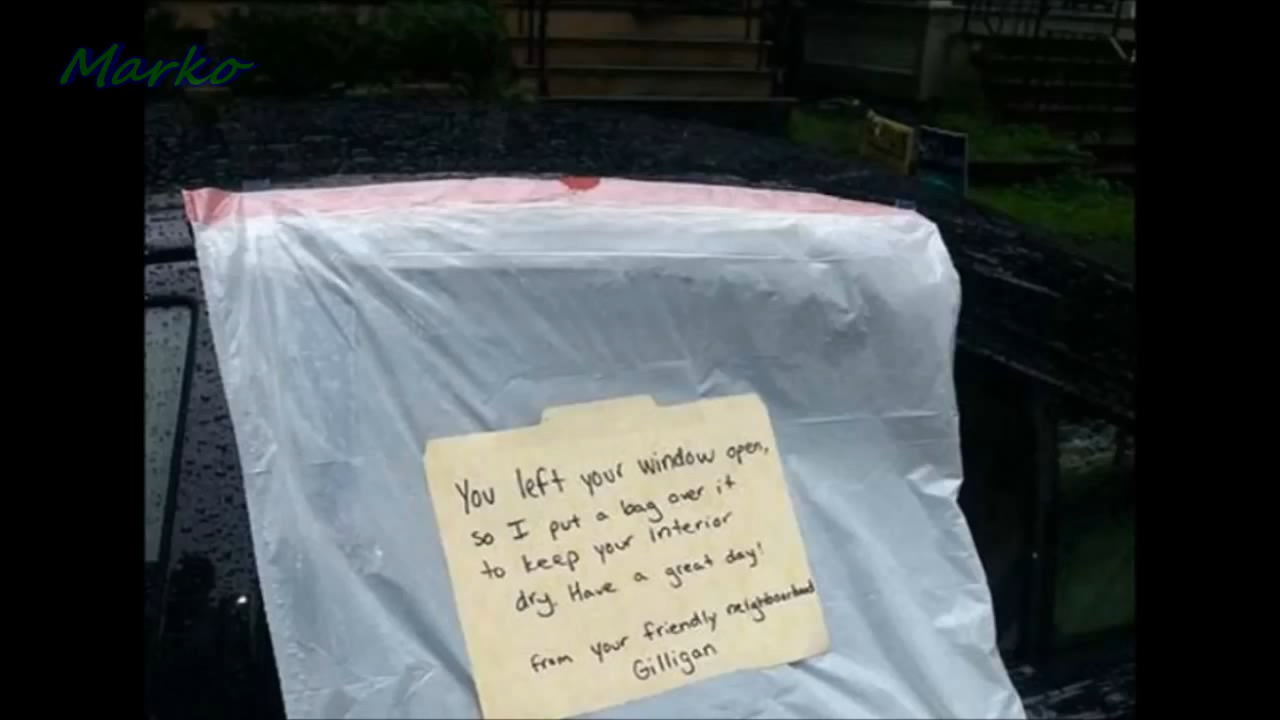 Marko
You left your window open,
so I put a bag over it
to keep your interior
dry. Have a great day!
from your friendly neighbourhood
Gilligan